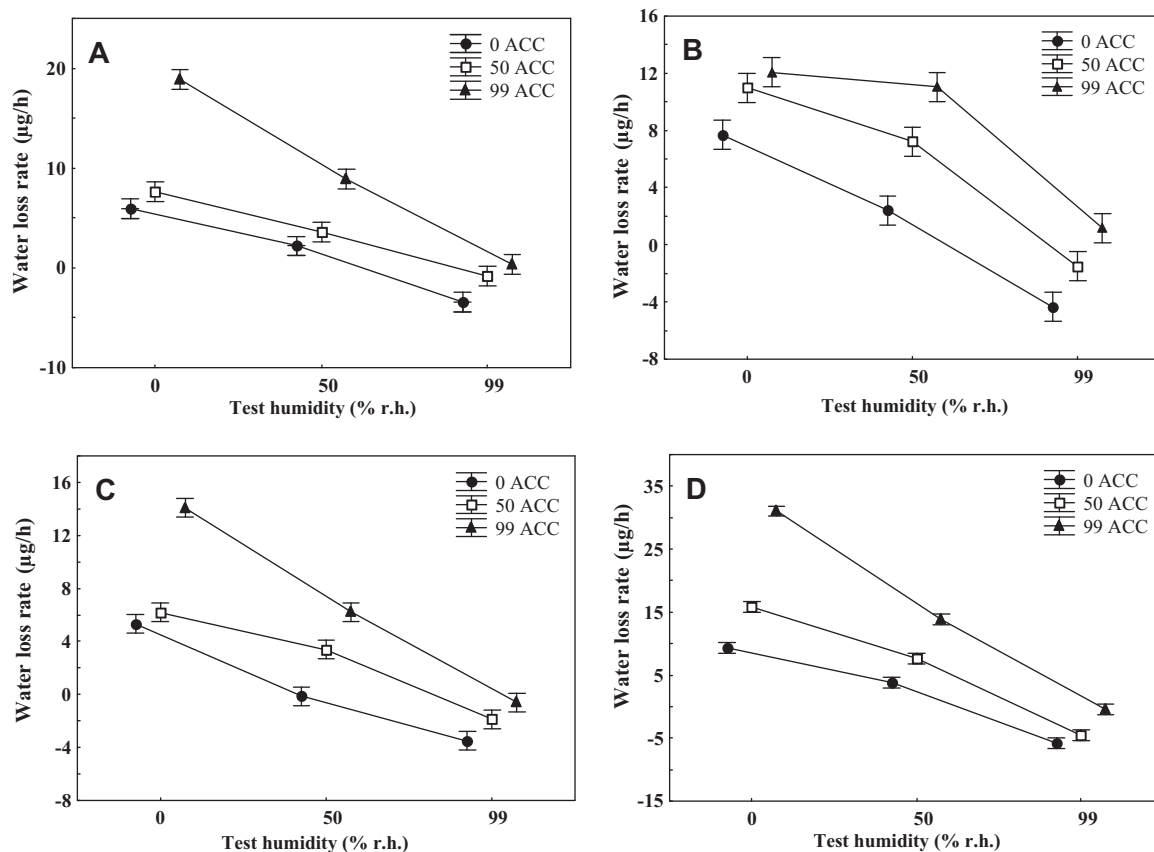 A
0 ACC
50 ACC
99 ACC
20
10
0
-10
Water loss rate (µg/h)
0
50
99
Test humidity (% r.h.)
B
0 ACC
50 ACC
99 ACC
16
12
8
4
0
-4
-8
Water loss rate (µg/h)
0
50
99
Test humidity (% r.h.)
C
0 ACC
50 ACC
99 ACC
16
12
8
4
0
-4
-8
Water loss rate (µg/h)
0
50
99
Test humidity (% r.h.)
D
0 ACC
50 ACC
99 ACC
35
25
15
5
-5
-15
Water loss rate (µg/h)
0
50
99
Test humidity (% r.h.)